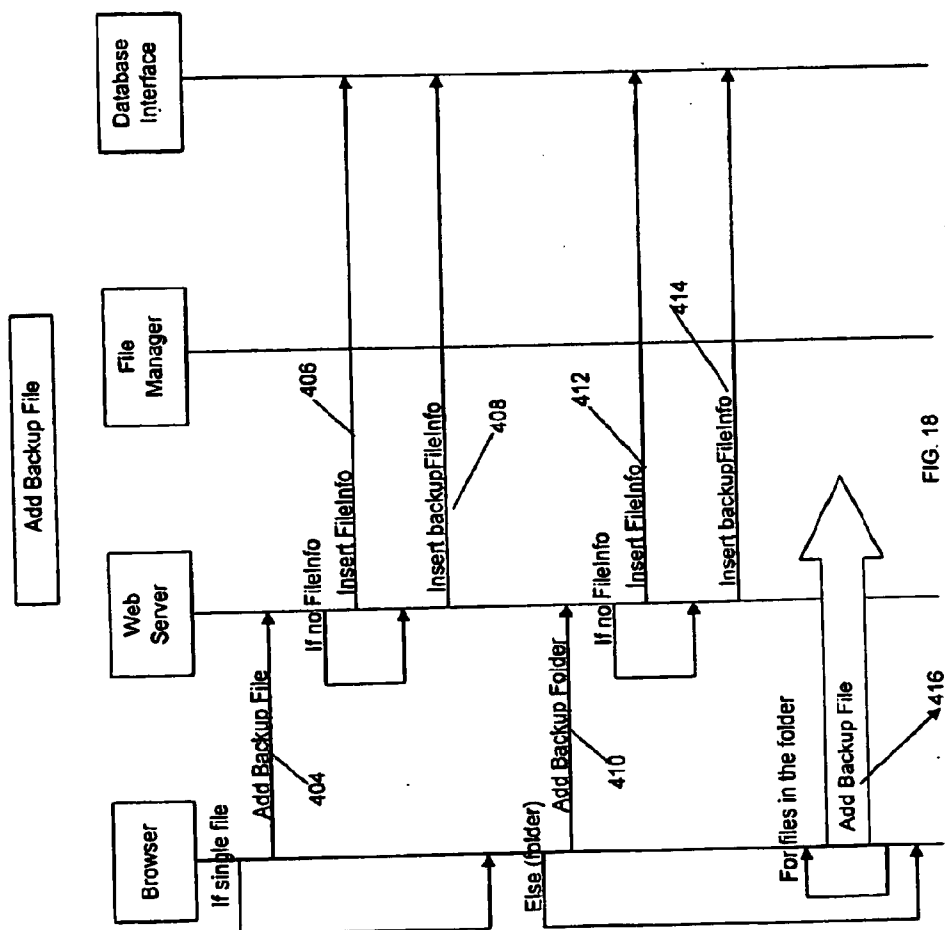 Add Backup File
Browser
Web
Server
File
Manager
Database
Interface
If single file
Add Backup File
404
If no FileInfo
Insert FileInfo
406
Insert backupFileInfo
408
Else (folder)
Add Backup Folder
410
If no FileInfo
Insert FileInfo
412
Insert backupFileInfo
414
For files in the folder
Add Backup File
416
FIG. 18